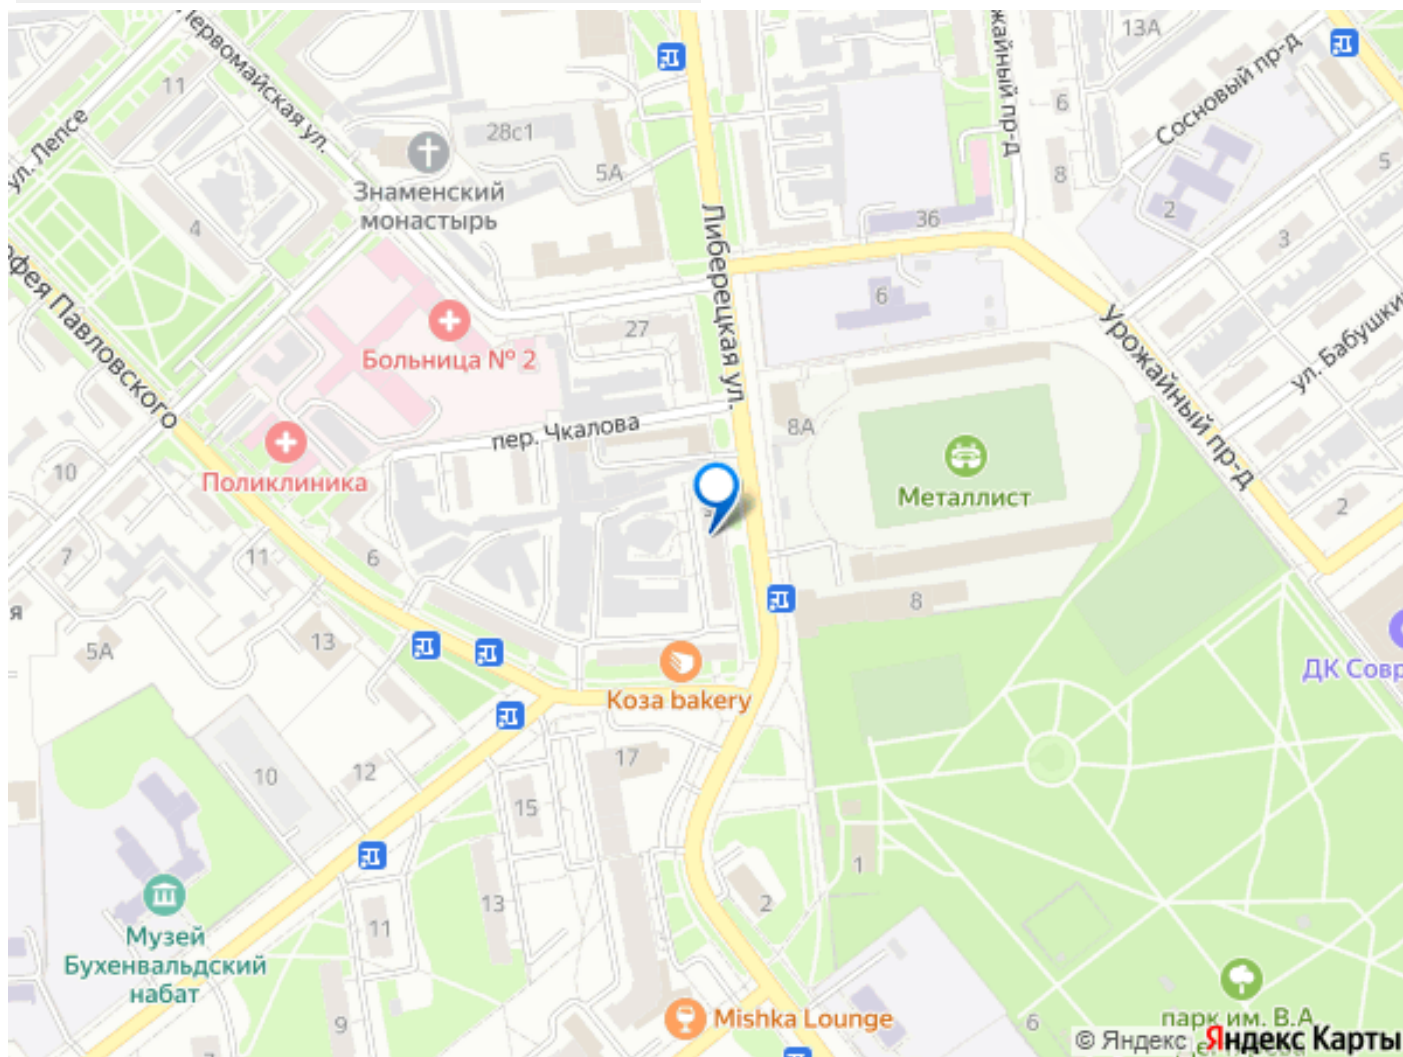 Первомайская ул.
11
ул. Лепсе
28с1
5А
Знаменский
монастырь
4
13А
6
Сосновый пр-д
5
8
2
3
36
Либерецкая ул.
6
27
Больница № 2
Павловского
пер. Чкалова
8А
Урожайный пр-д
10
Поликлиника
Металлист
2
7
11
6
8
5А
13
Коза bakery
17
10
12
15
1
13
2
11
Музей
Бухенвальдский
набат
9
Mishka Lounge
6
парк им. В.А.
© Яндекс Яндекс Карты